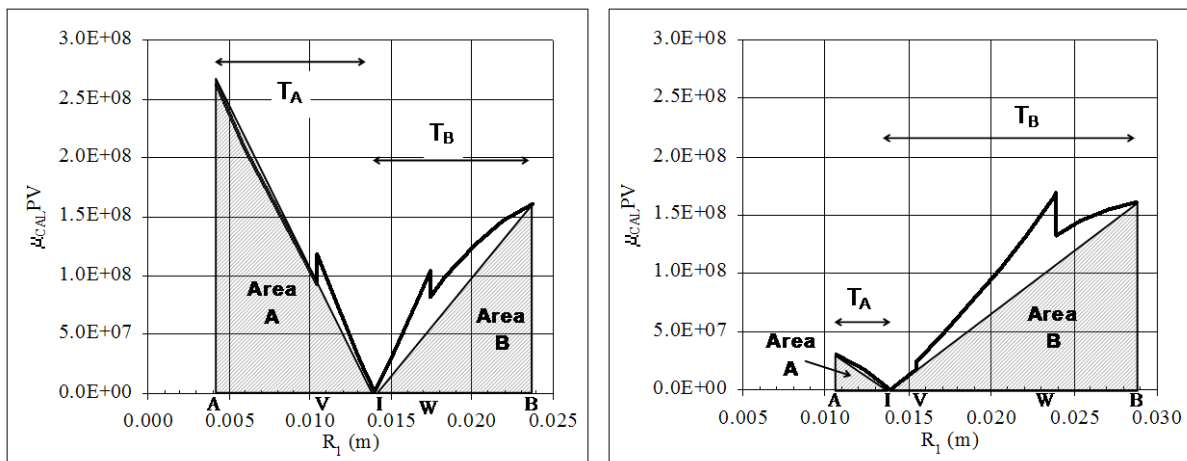 3.0E+08
2.5E+08
2.0E+08
1.5E+08
1.0E+08
5.0E+07
0.0E+00
μCALPV
TA
TB
Area
A
Area
B
A V I W B
0.000 0.005 0.010 0.015 0.020 0.025
R1 (m)
3.0E+08
2.5E+08
2.0E+08
1.5E+08
1.0E+08
5.0E+07
0.0E+00
μCALPV
TB
TA
Area
A
Area
B
A I V W B
0.005 0.010 0.015 0.020 0.025 0.030
R1 (m)